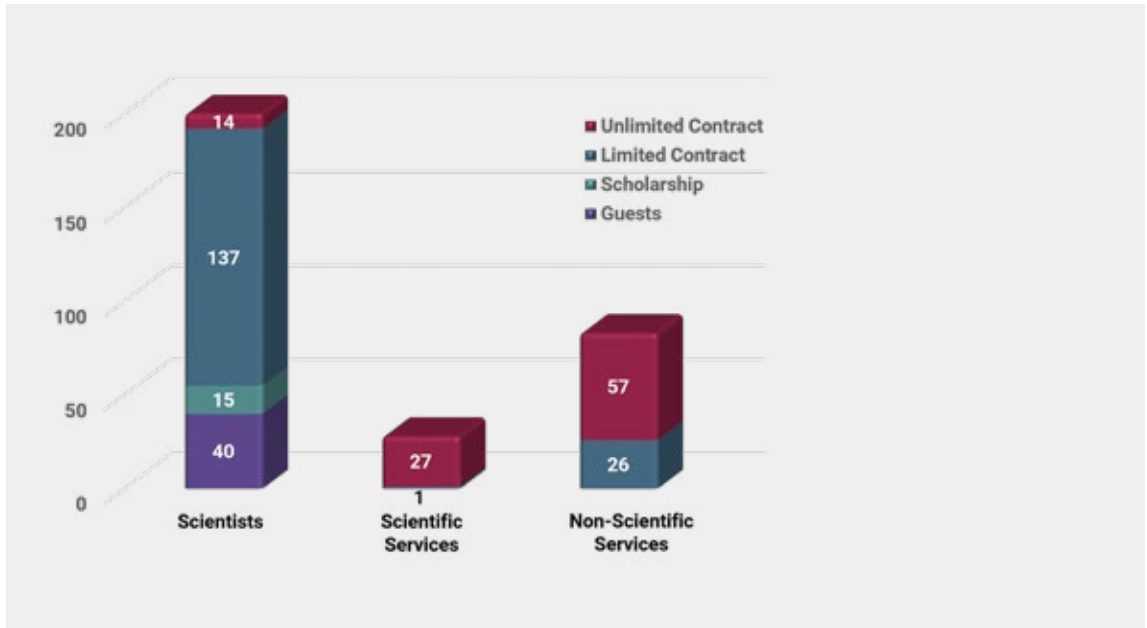 200
150
100
50
0
14
137
15
40
27
1
57
26
Unlimited Contract
Limited Contract
Scholarship
Guests
Scientists
Scientific
Services
Non-Scientific
Services